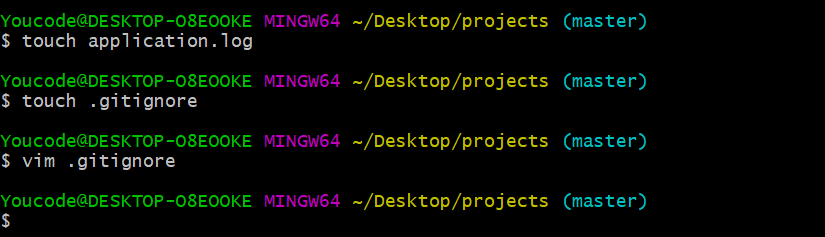 Youcode@DESKTOP-O8EOOKE MINGW64 ~/Desktop/projects (master)
$ touch application.log
Youcode@DESKTOP-O8EOOKE MINGW64 ~/Desktop/projects (master)
$ touch .gitignore
Youcode@DESKTOP-O8EOOKE MINGW64 ~/Desktop/projects (master)
$ vim .gitignore
Youcode@DESKTOP-O8EOOKE MINGW64 ~/Desktop/projects (master)
$